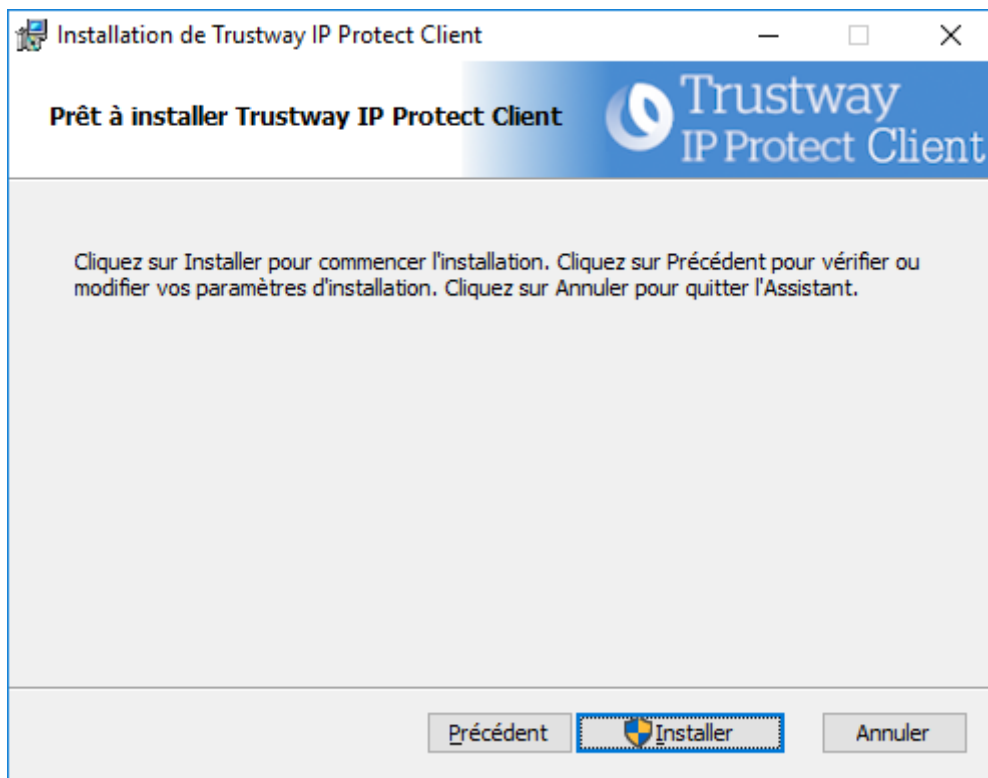 Installation de Trustway IP Protect Client
Prêt à installer Trustway IP Protect Client
Trustway
IP Protect Client
Cliquez sur Installer pour commencer l'installation. Cliquez sur Précédent pour vérifier ou
modifier vos paramètres d'installation. Cliquez sur Annuler pour quitter l'Assistant.
Précédent Installer Annuler